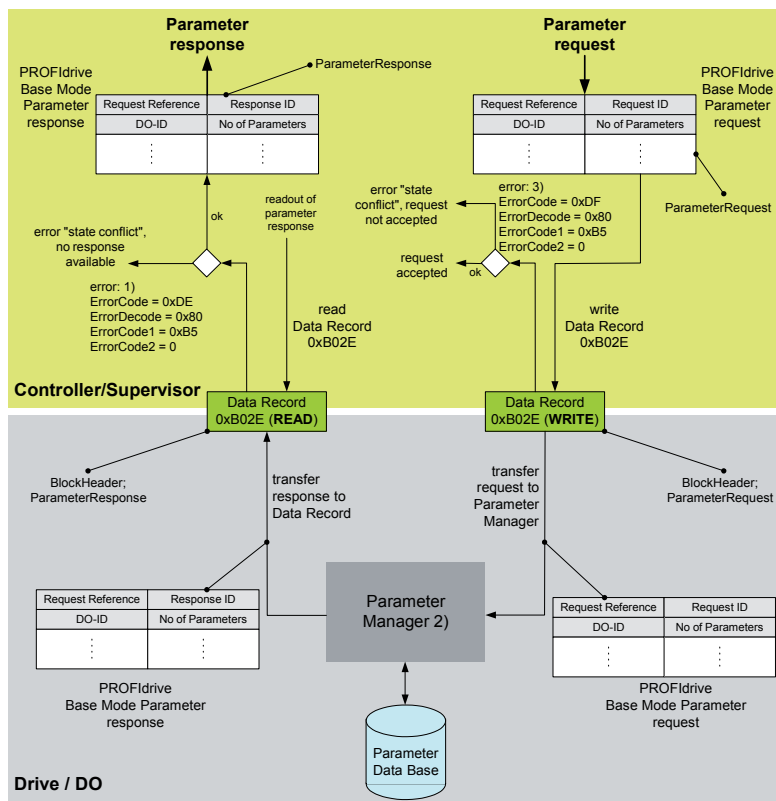 Parameter
response
Parameter
request
PROFIdrive
Base Mode
Parameter
response
ParameterResponse
Request Reference
Response ID
DO-ID
No of Parameters
Request Reference
Request ID
DO-ID
No of Parameters
PROFIdrive
Base Mode
Parameter
request
ParameterRequest
ok
readout of
parameter
response
error "state conflict",
no response
available
error: 1)
ErrorCode = 0xDE
ErrorDecode = 0x80
ErrorCode1 = 0xB5
ErrorCode2 = 0
read
Data Record
0xB02E
error "state
conflict", request
not accepted
error: 3)
ErrorCode = 0xDF
ErrorDecode = 0x80
ErrorCode1 = 0xB5
ErrorCode2 = 0
request
accepted
ok
write
Data Record
0xB02E
Controller/Supervisor
Data Record
0xB02E (READ)
Data Record
0xB02E (WRITE)
BlockHeader;
ParameterResponse
transfer
response to
Data Record
transfer
request to
Parameter
Manager
BlockHeader;
ParameterRequest
Request Reference
Response ID
DO-ID
No of Parameters
PROFIdrive
Base Mode Parameter
response
Parameter
Manager 2)
Request Reference
Request ID
DO-ID
No of Parameters
PROFIdrive
Base Mode Parameter
request
Parameter
Data Base
Drive / DO